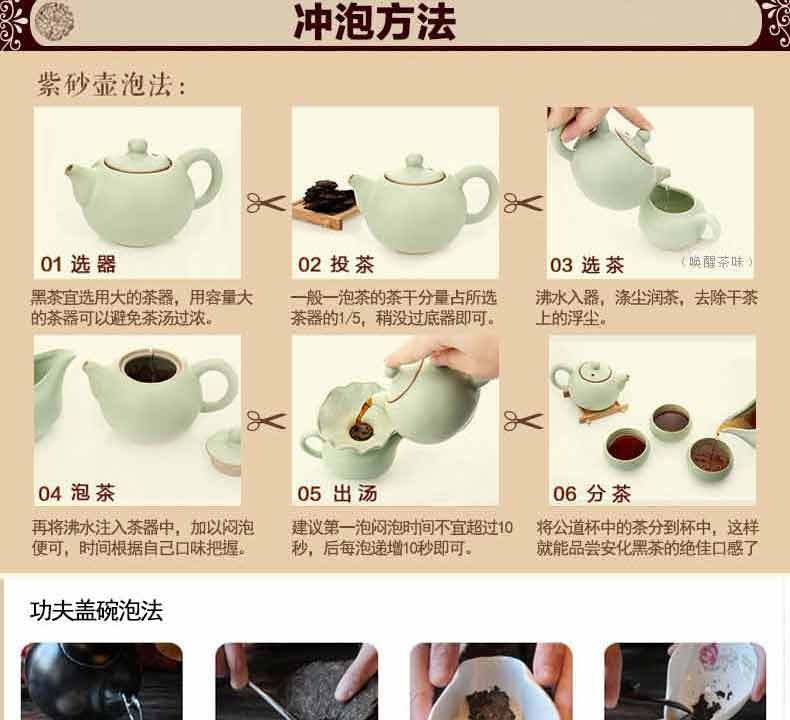 冲泡方法
紫砂壶泡法：
01 选器
02 投茶
03 选茶
（唤醒茶味）
黑茶宜选用大的茶器，用容量大
的茶器可以避免茶汤过浓。
一般一泡茶的茶干分量占所选
茶器的1/5，稍没过底器即可。
沸水入器，涤尘润茶，去除干茶
上的浮尘。
04 泡茶
05 出汤
06 分茶
再将沸水注入茶器中，加以闷泡
便可，时间根据自己口味把握。
建议第一泡闷泡时间不宜超过10
秒，后每泡递增10秒即可。
将公道杯中的茶分到杯中，这样
就能品尝安化黑茶的绝佳口感了
功夫盖碗泡法